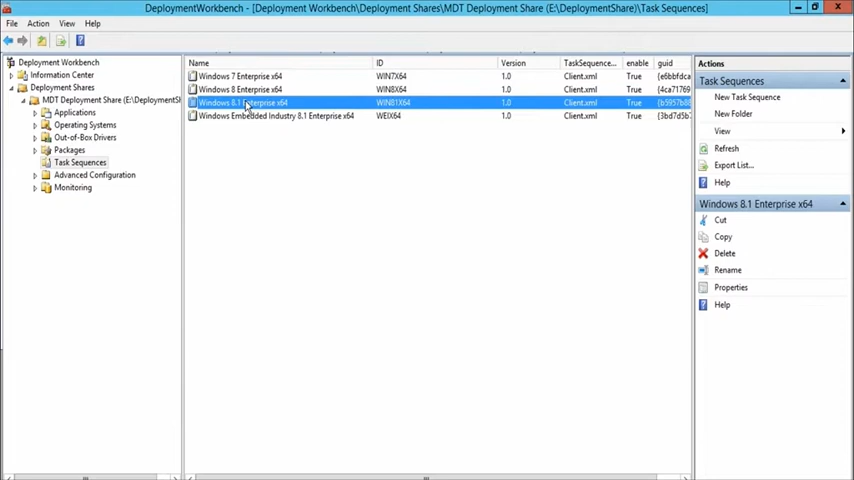 DeploymentWorkbench - [Deployment Workbench\Deployment Shares\MDT Deployment Share (E:\DeploymentShare)\Task Sequences]
File Action View Help
Deployment Workbench
Information Center
Deployment Shares
MDT Deployment Share (E:\DeploymentSh
Applications
Operating Systems
Out-of-Box Drivers
Packages
Task Sequences
Advanced Configuration
Monitoring
Name ID Version TaskSequence... enable guid
Windows 7 Enterprise x64 WIN7X64 1.0 Client.xml True {e6bbfdca
Windows 8 Enterprise x64 WIN8X64 1.0 Client.xml True {4ca71769
Windows 8.1 Enterprise x64 WIN81X64 1.0 Client.xml True {b5957b88
Windows Embedded Industry 8.1 Enterprise x64 WEIX64 1.0 Client.xml True {3bd7d5b7
Actions
Task Sequences
New Task Sequence
New Folder
View
Refresh
Export List...
Help
Windows 8.1 Enterprise x64
Cut
Copy
Delete
Rename
Properties
Help